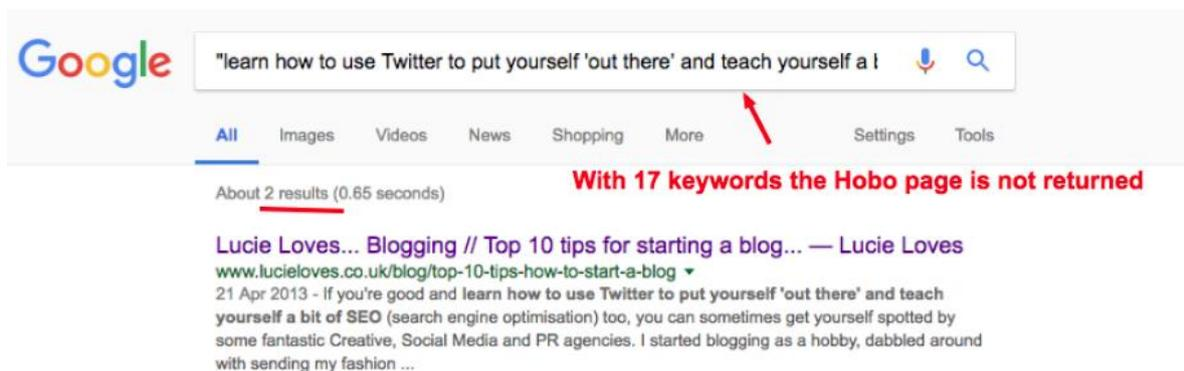 Google
"learn how to use Twitter to put yourself 'out there' and teach yourself a
All Images Videos News Shopping More Settings Tools
With 17 keywords the Hobo page is not returned
About 2 results (0.65 seconds)
Lucie Loves... Blogging // Top 10 tips for starting a blog... — Lucie Loves
www.lucieloves.co.uk/blog/top-10-tips-how-to-start-a-blog
21 Apr 2013 - If you're good and learn how to use Twitter to put yourself 'out there' and teach
yourself a bit of SEO (search engine optimisation) too, you can sometimes get yourself spotted by
some fantastic Creative, Social Media and PR agencies. I started blogging as a hobby, dabbled around
with sending my fashion ...